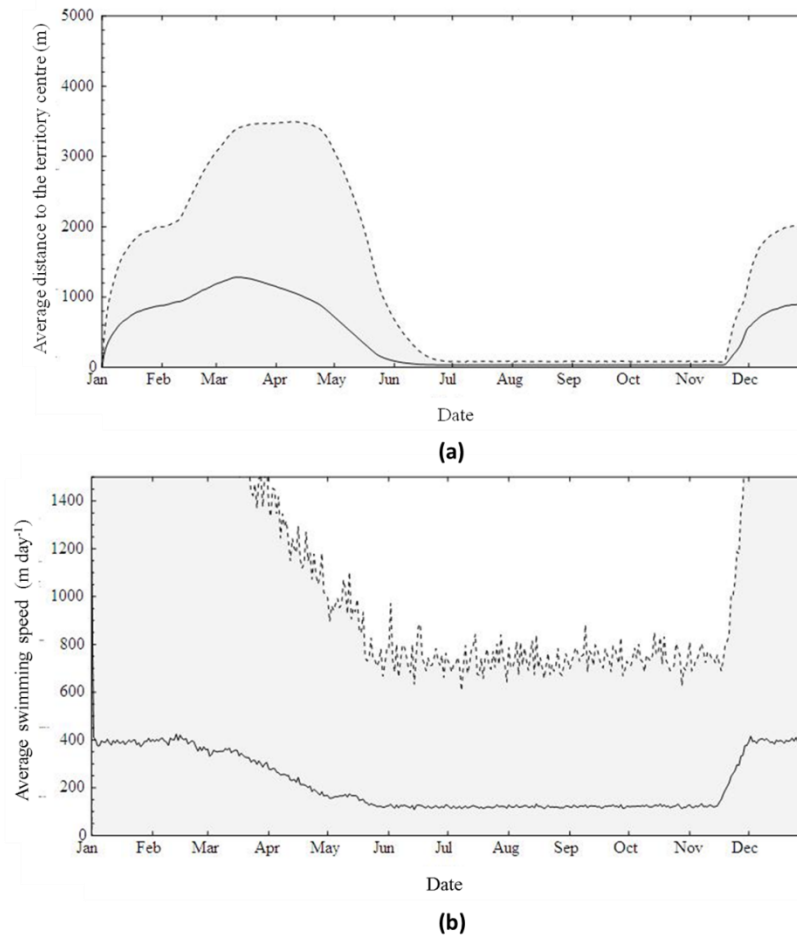 5000
4000
3000
2000
1000
0
Average distance to the territory centre (m)
Jan Feb Mar Apr May Jun Jul Aug Sep Oct Nov Dec
Date
(a)
1400
1200
1000
800
600
400
200
0
Average swimming speed (m day⁻¹)
Jan Feb Mar Apr May Jun Jul Aug Sep Oct Nov Dec
Date
(b)